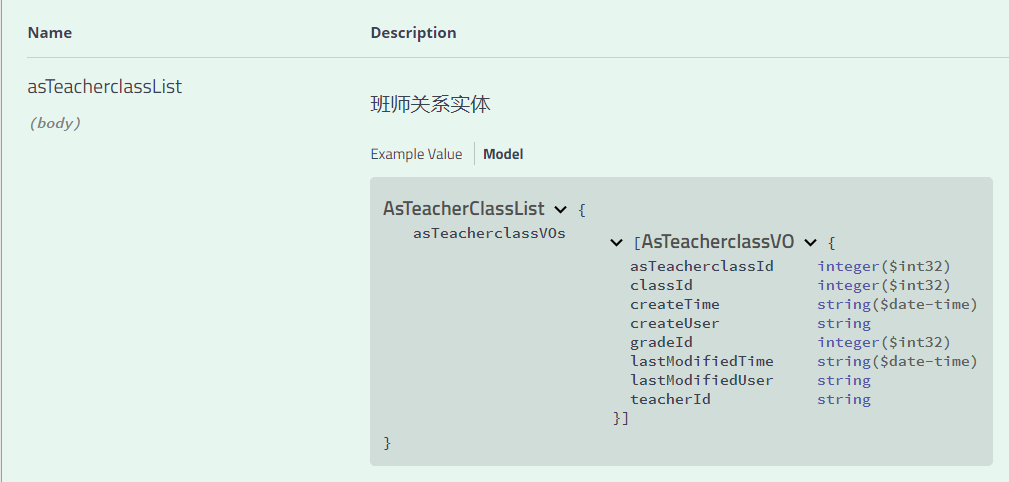 Name Description
asTeacherclassList
(body)
班师关系实体
Example Value Model
AsTeacherClassList {
asTeacherclassVOs
[AsTeacherclassVO {
asTeacherclassId integer($int32)
classId integer($int32)
createTime string($date-time)
createUser string
gradeId integer($int32)
lastModifiedTime string($date-time)
lastModifiedUser string
teacherId string
}]
}